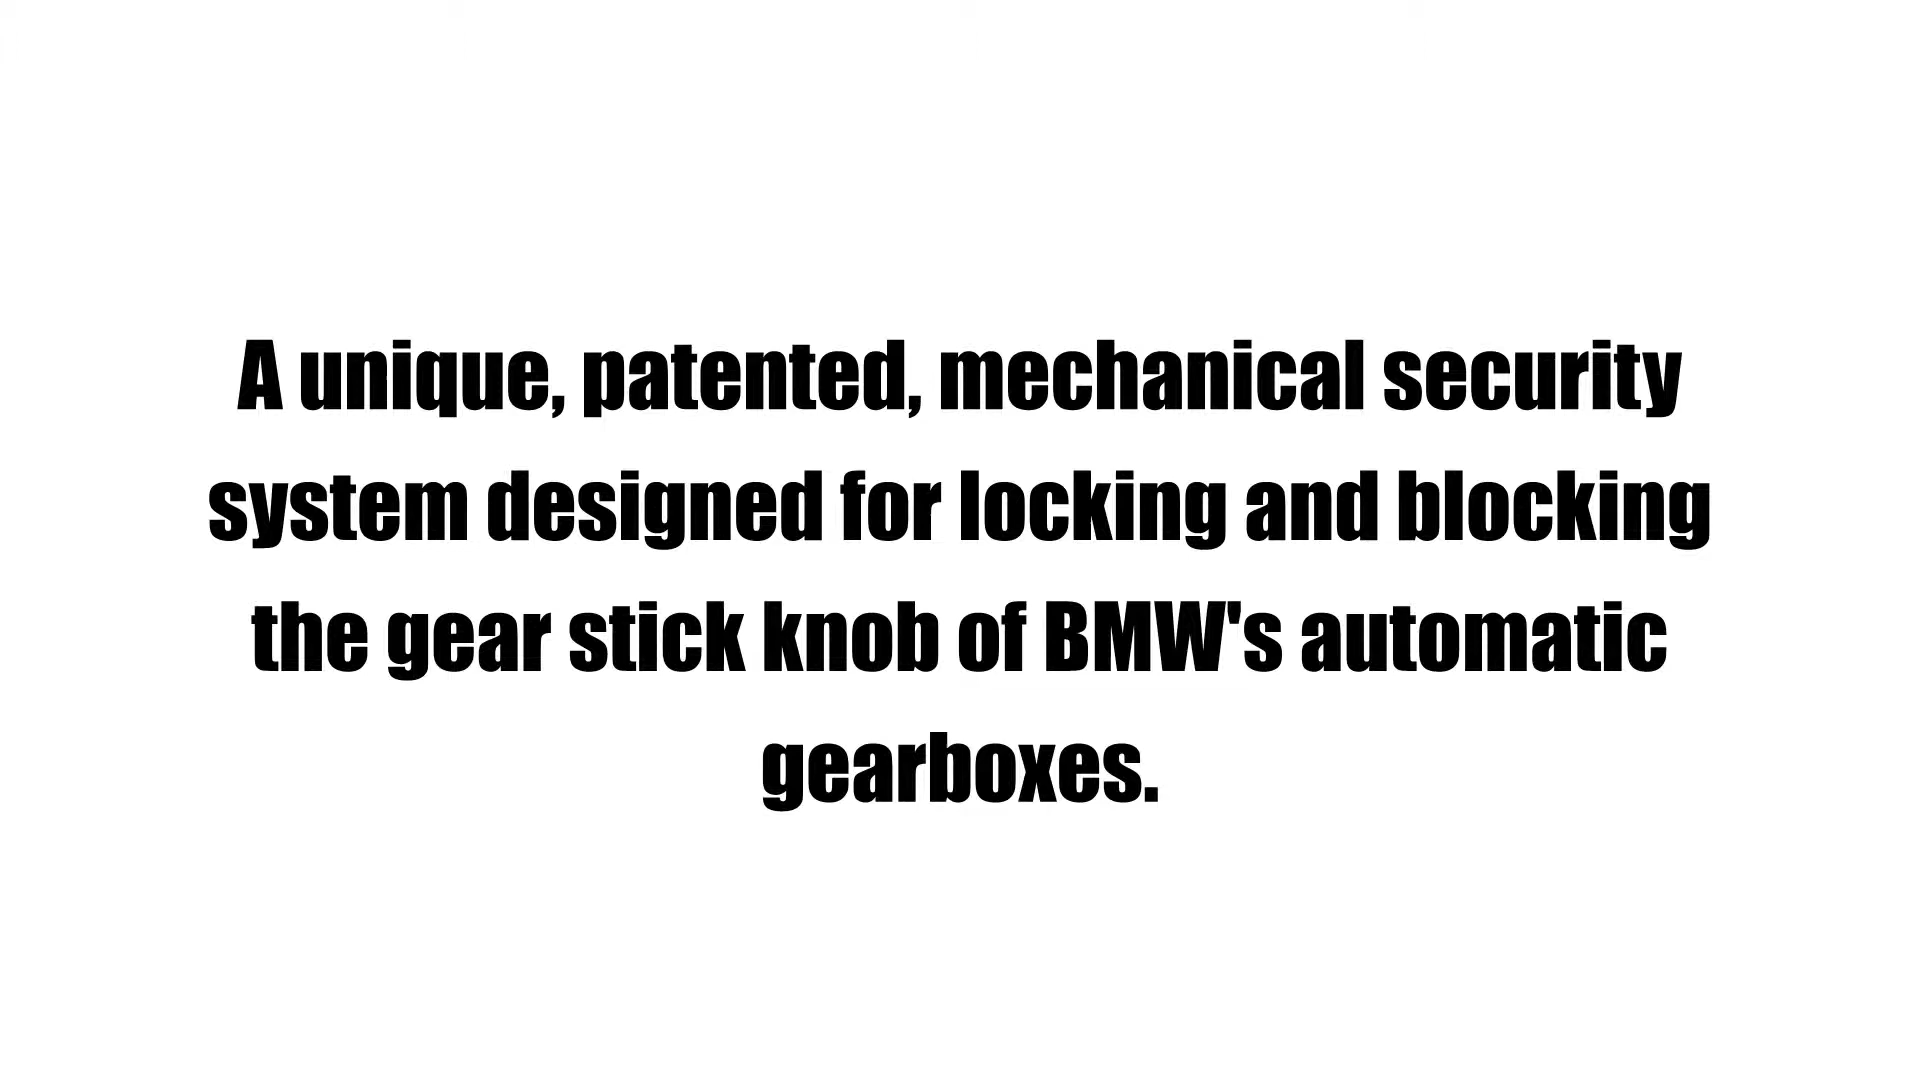 A unique, patented, mechanical security
system designed for locking and blocking
the gear stick knob of BMW's automatic
gearboxes.